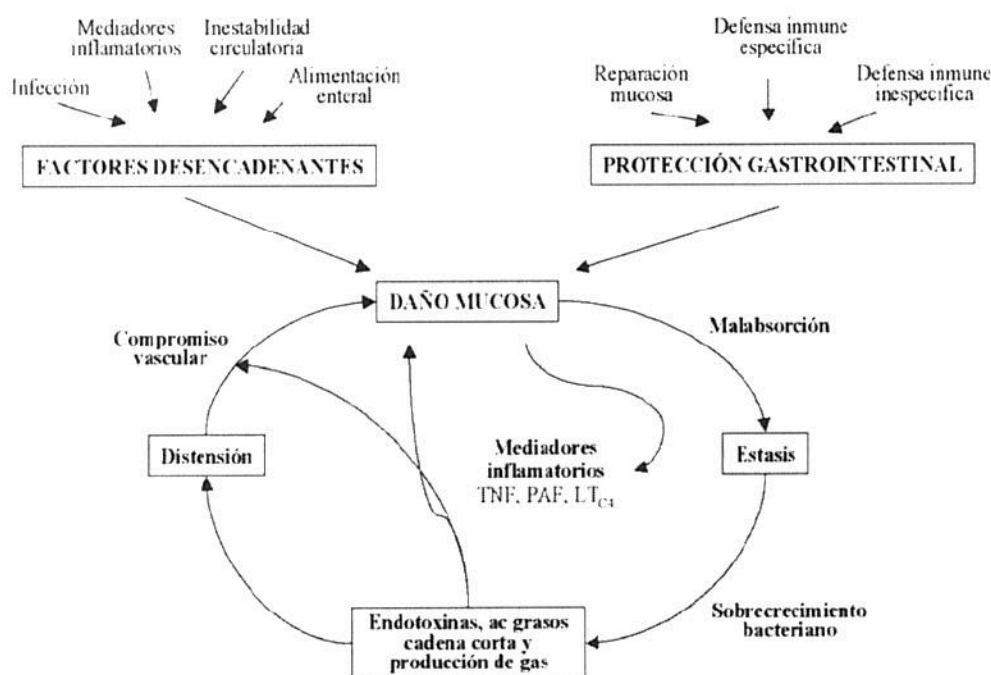 Mediadores
inflamatorios
Inestabilidad
circulatoria
Infección
Alimentación
enteral
FACTORES DESENCADENANTES
Defensa inmune
específica
Reparación
mucosa
Defensa inmune
inespecífica
PROTECCIÓN GASTROINTESTINAL
DAÑO MUCOSA
Malabsorción
Compromiso
vascular
Distensión
Mediadores
inflamatorios
TNF, PAF, LTC4
Estasis
Endotoxinas, ac grasos
cadena corta y
producción de gas
Sobrecrecimiento
bacteriano